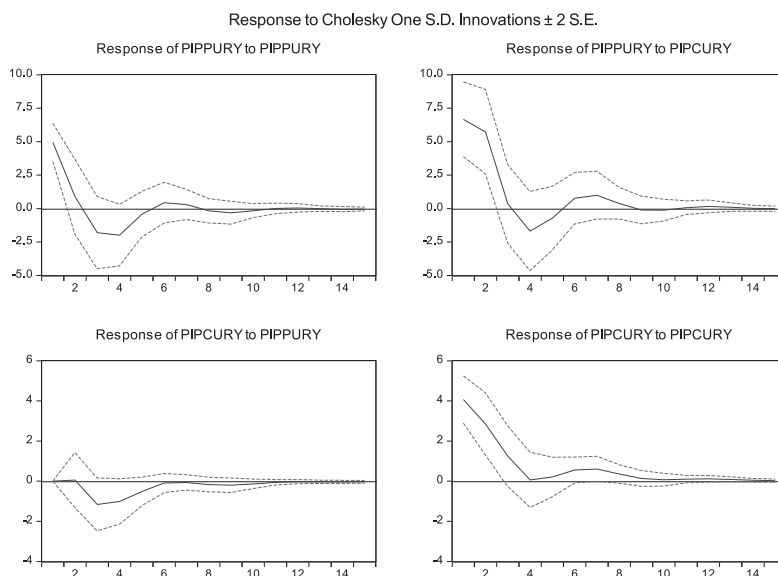 Response to Cholesky One S.D. Innovations ± 2 S.E.
Response of PIPPURY to PIPPURY
10.0
7.5
5.0
2.5
0.0
-2.5
-5.0
2 4 6 8 10 12 14
Response of PIPPURY to PIPCURY
10.0
7.5
5.0
2.5
0.0
-2.5
-5.0
2 4 6 8 10 12 14
Response of PIPCURY to PIPPURY
6
4
2
0
-2
-4
2 4 6 8 10 12 14
Response of PIPCURY to PIPCURY
6
4
2
0
-2
-4
2 4 6 8 10 12 14